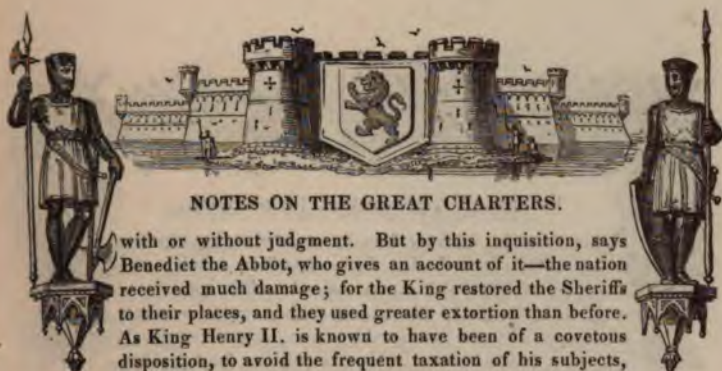 NOTES ON THE GREAT CHARTERS.
with or without judgment. But by this inquisition, says
Benedict the Abbot, who gives an account of it—the nation
received much damage; for the King restored the Sheriffs
to their places, and they used greater extortion than before.
As King Henry II. is known to have been of a covetous
disposition, to avoid the frequent taxation of his subjects,